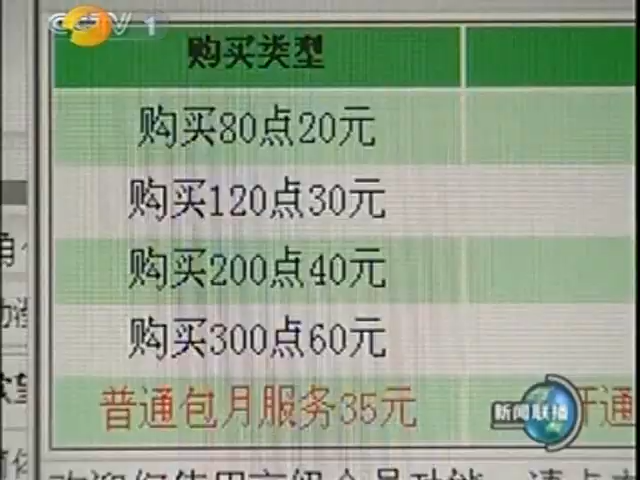 CCTV 1
购买类型
购买80点20元
购买120点30元
购买200点40元
购买300点60元
普通包月服务35元
新闻联播
开通